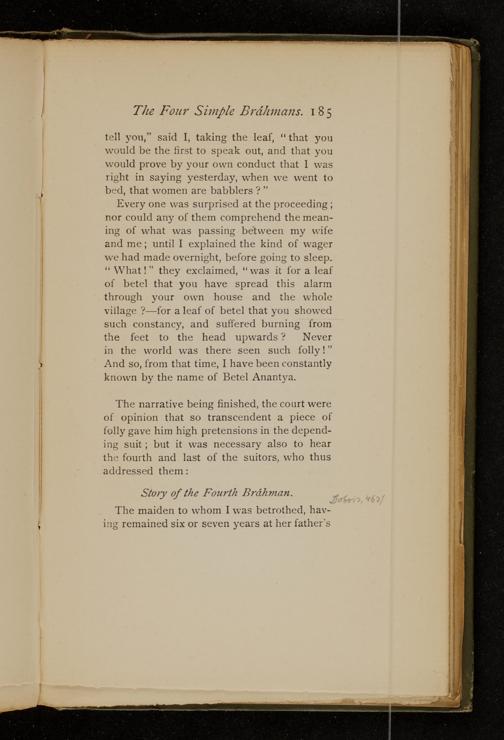 The Four Simple Bráhmans. 185
tell you," said I, taking the leaf, "that you
would be the first to speak out, and that you
would prove by your own conduct that I was
right in saying yesterday, when we went to
bed, that women are babblers?"
Every one was surprised at the proceeding;
nor could any of them comprehend the mean-
ing of what was passing between my wife
and me; until I explained the kind of wager
we had made overnight, before going to sleep.
"What!" they exclaimed, "was it for a leaf
of betel that you have spread this alarm
through your own house and the whole
village?—for a leaf of betel that you showed
such constancy, and suffered burning from
the feet to the head upwards? Never
in the world was there seen such folly!"
And so, from that time, I have been constantly
known by the name of Betel Anantya.
The narrative being finished, the court were
of opinion that so transcendent a piece of
folly gave him high pretensions in the depend-
ing suit; but it was necessary also to hear
the fourth and last of the suitors, who thus
addressed them:
Story of the Fourth Bráhman.
The maiden to whom I was betrothed, hav-
ing remained six or seven years at her father's